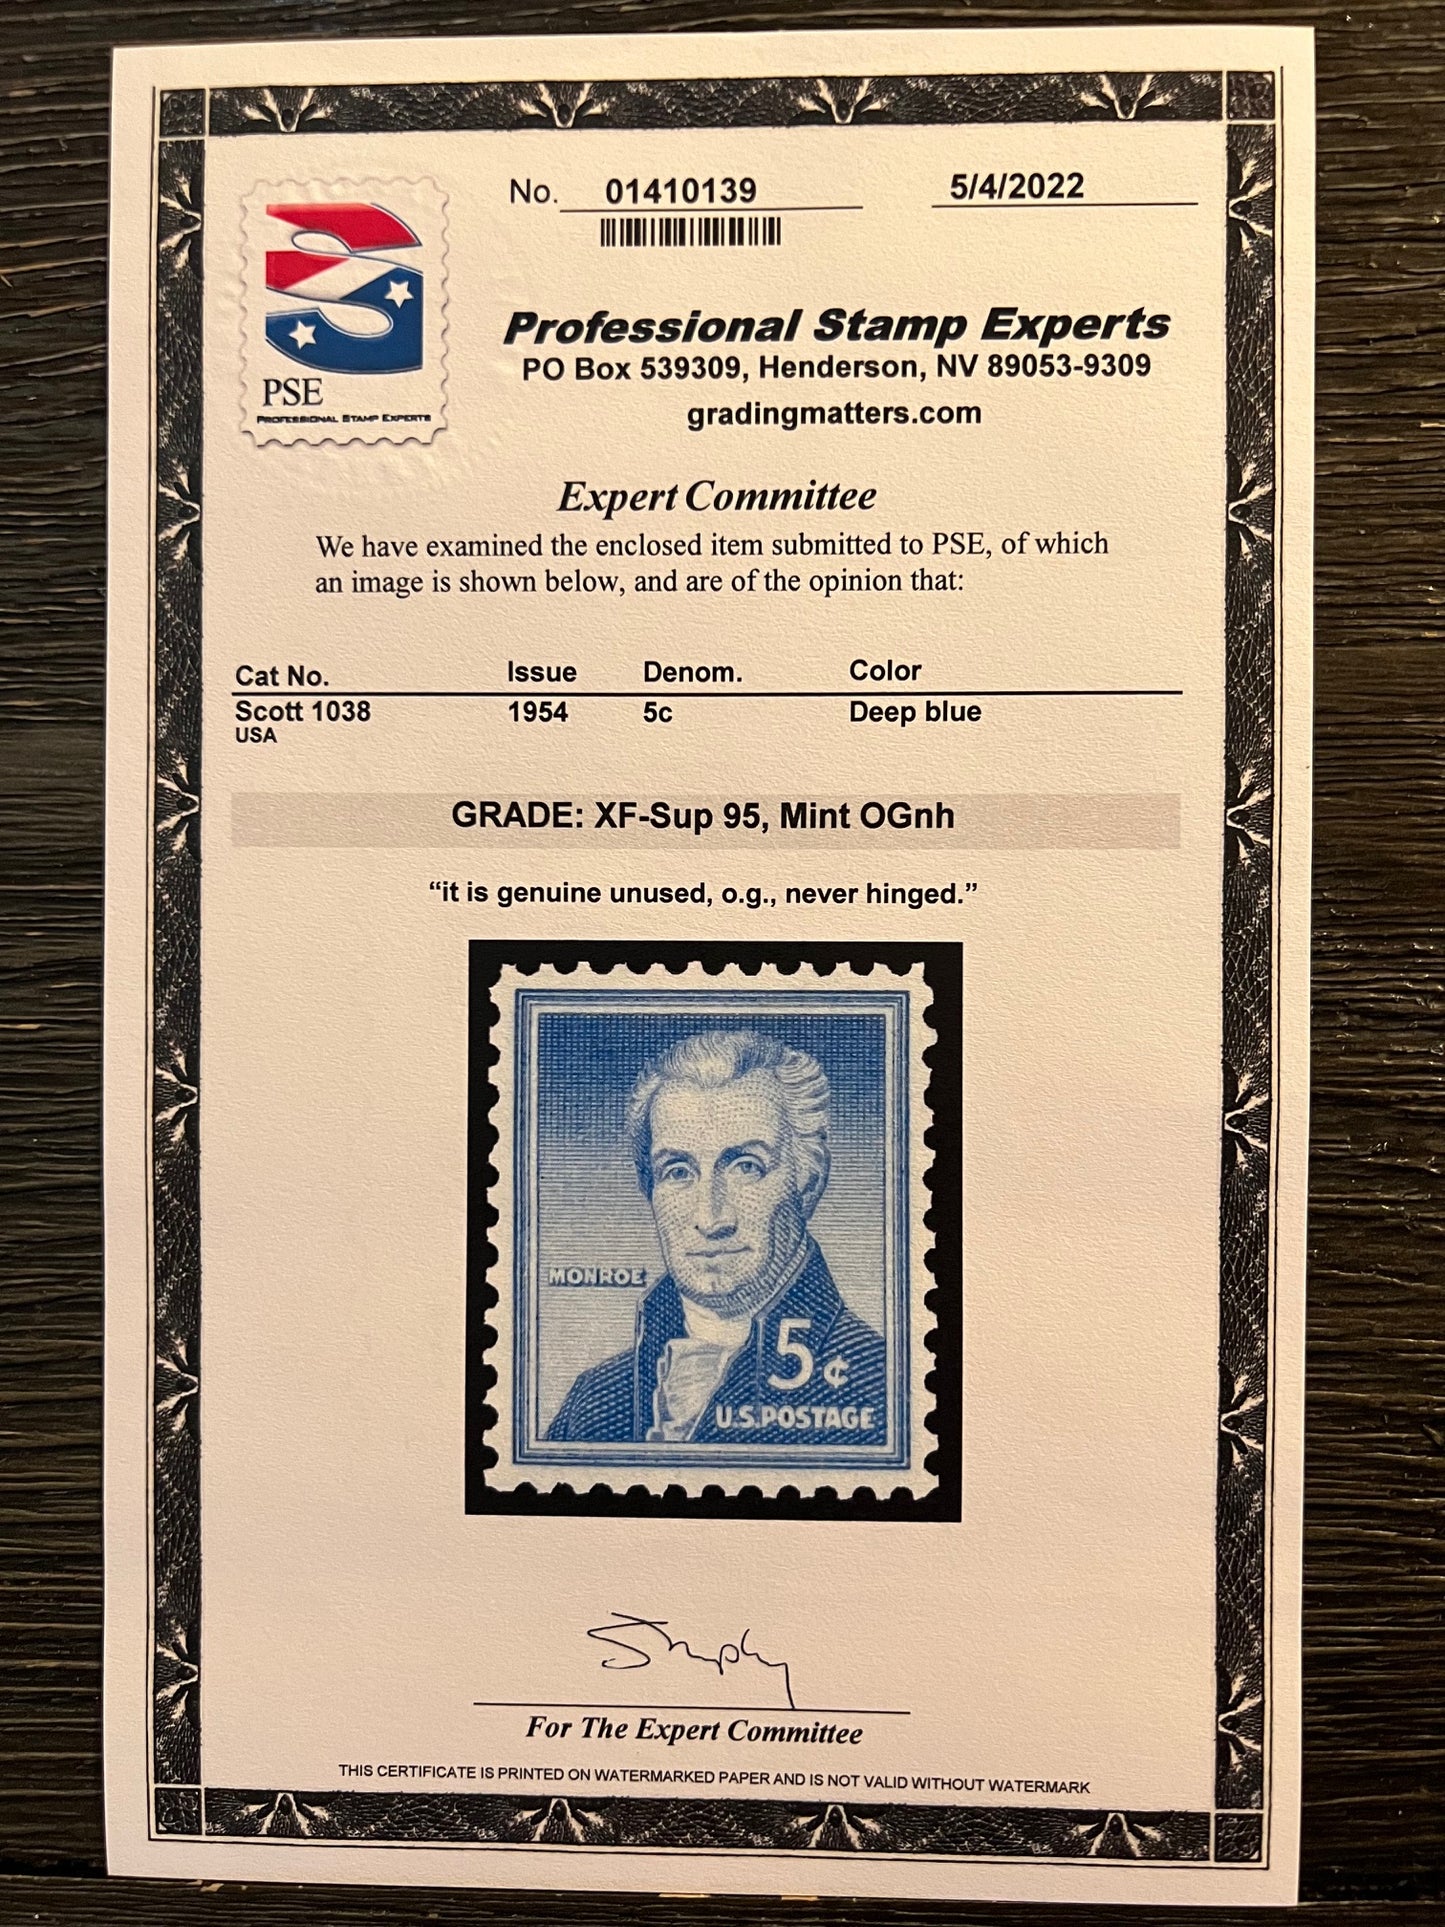 No. 01410139
5/4/2022
PSE
PROFESSIONAL STAMP EXPERTS
Professional Stamp Experts
PO Box 539309, Henderson, NV 89053-9309
gradingmatters.com
Expert Committee
We have examined the enclosed item submitted to PSE, of which
an image is shown below, and are of the opinion that:
Cat No. Issue Denom. Color
Scott 1038 1954 5c Deep blue
USA
GRADE: XF-Sup 95, Mint OGnh
“it is genuine unused, o.g., never hinged.”
MONROE
5¢
U.S. POSTAGE
For The Expert Committee
THIS CERTIFICATE IS PRINTED ON WATERMARKED PAPER AND IS NOT VALID WITHOUT WATERMARK